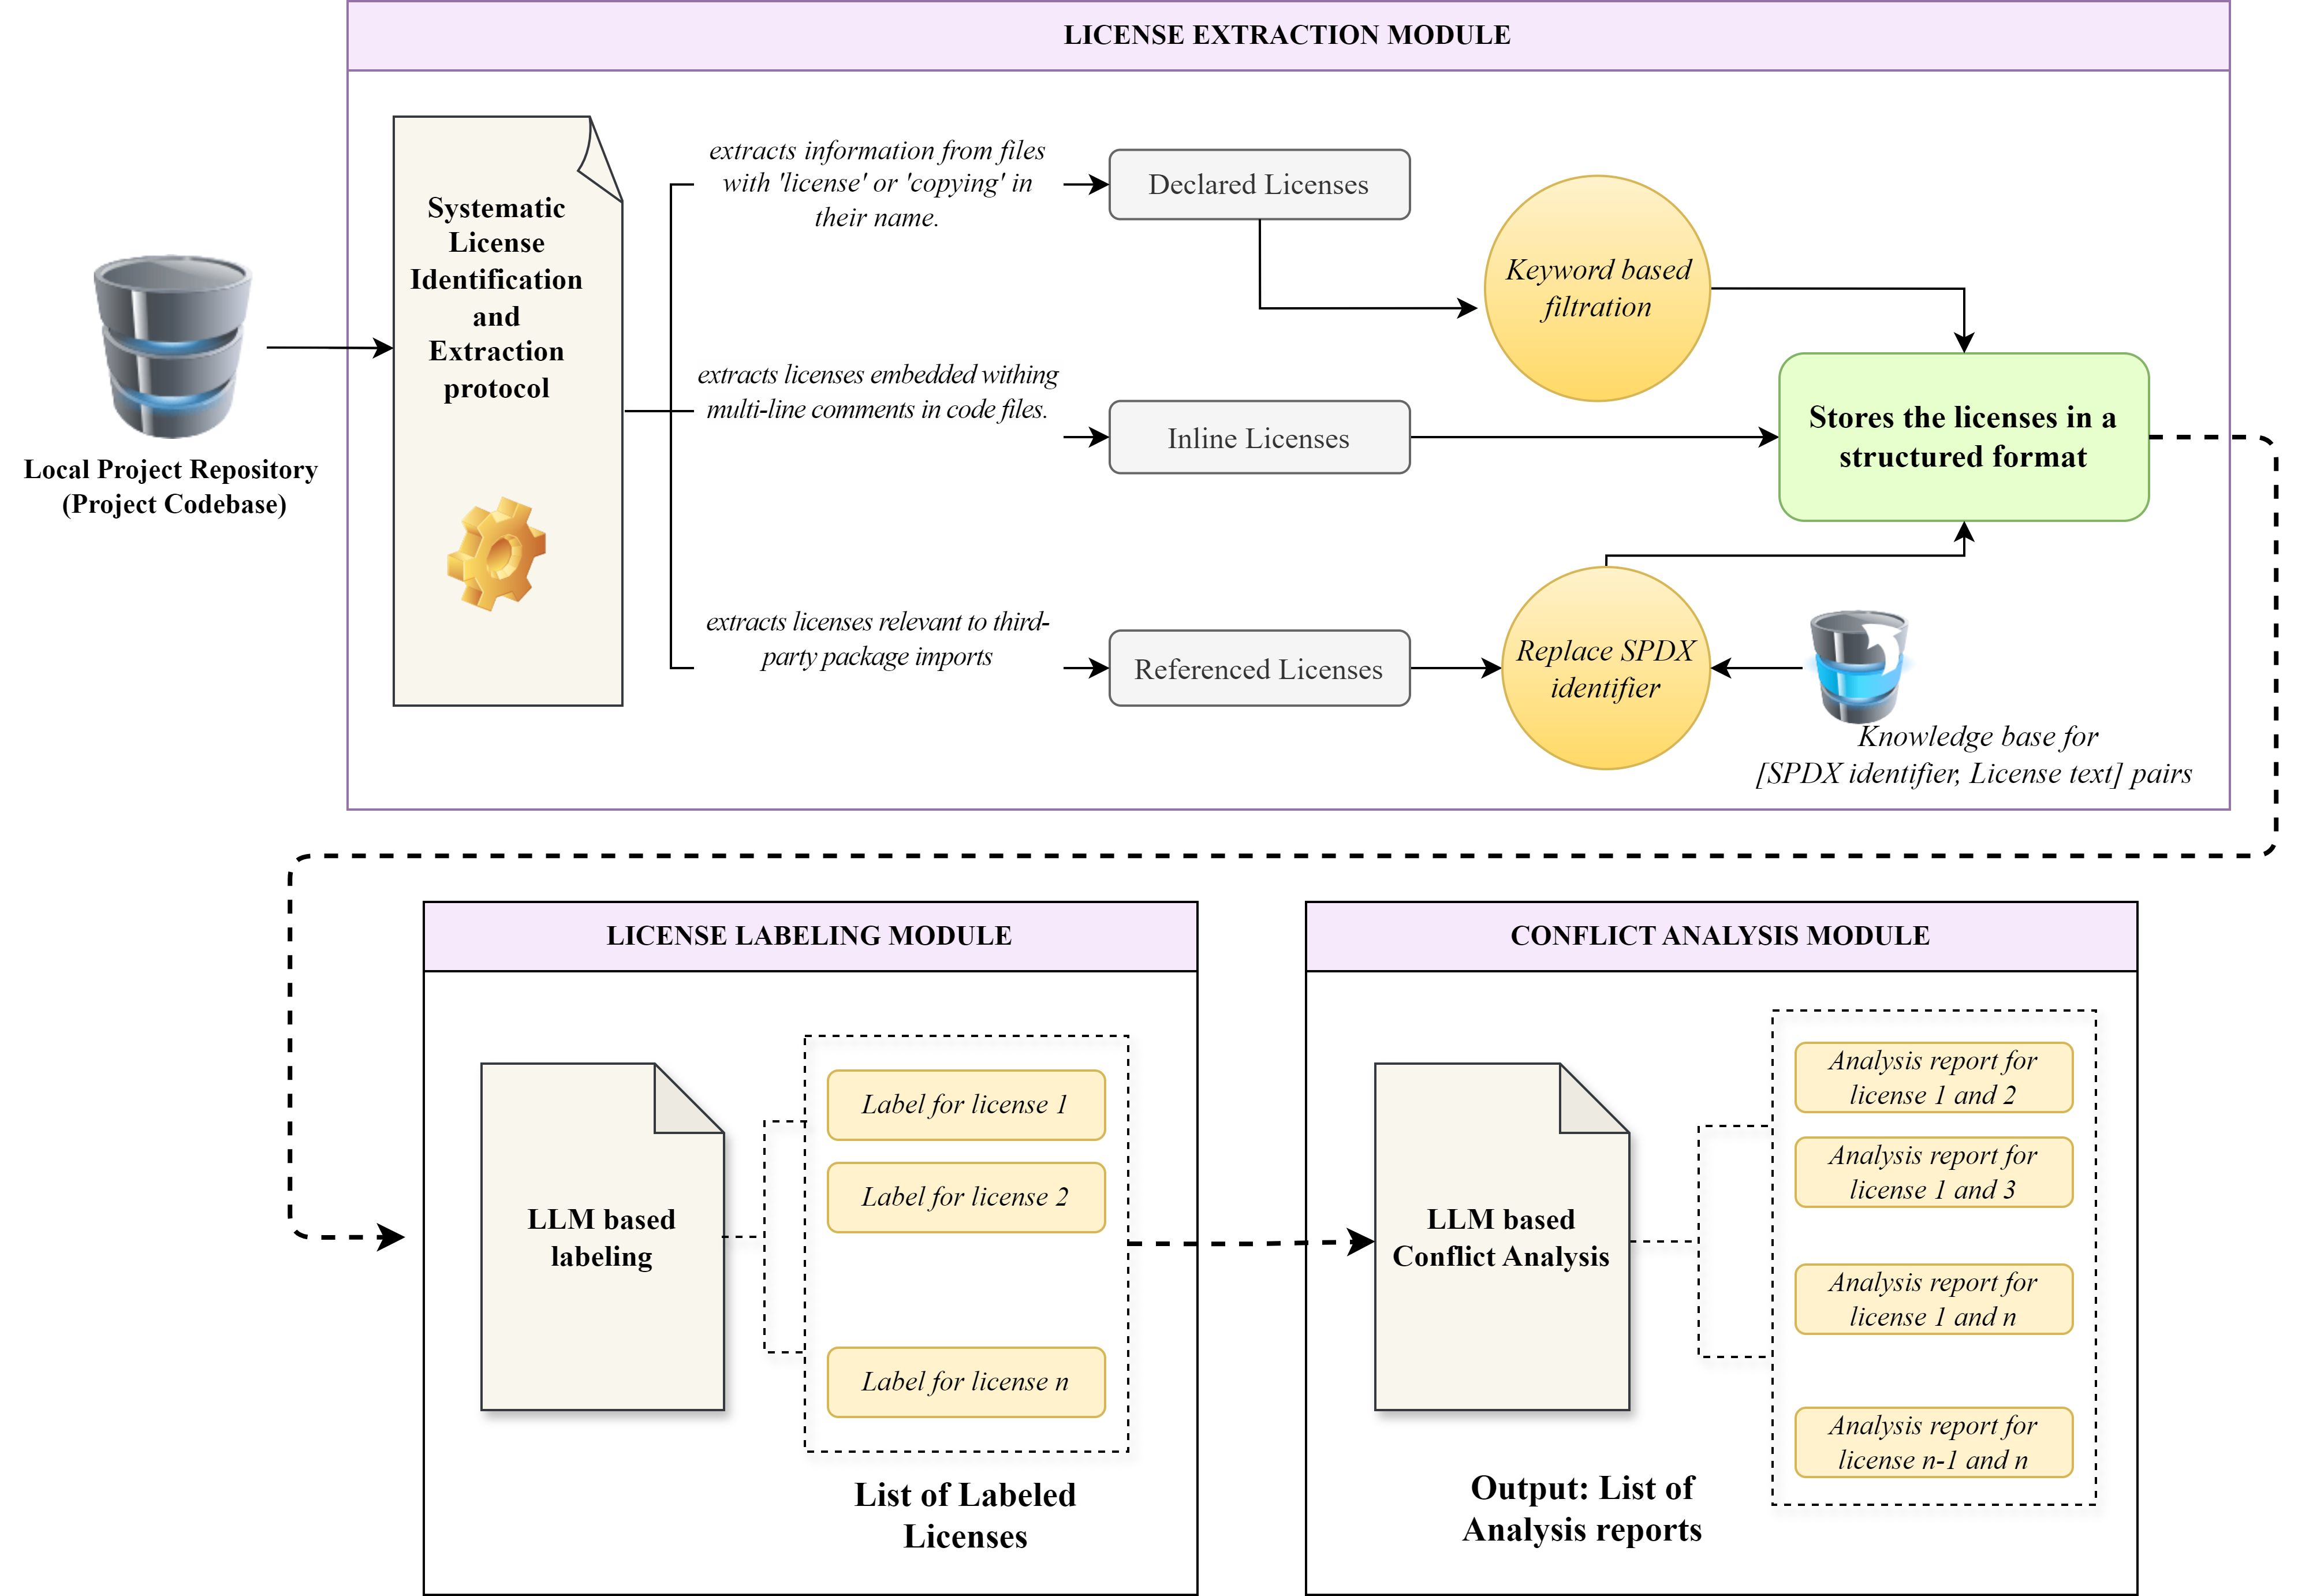 LICENSE EXTRACTION MODULE
Local Project Repository
(Project Codebase)
Systematic
License
Identification
and
Extraction
protocol
extracts information from files
with 'license' or 'copying' in
their name.
Declared Licenses
Keyword based
filtration
extracts licenses embedded withing
multi-line comments in code files.
Inline Licenses
Stores the licenses in a
structured format
extracts licenses relevant to third-
party package imports
Referenced Licenses
Replace SPDX
identifier
Knowledge base for
[SPDX identifier, License text] pairs
LICENSE LABELING MODULE
LLM based
labeling
Label for license 1
Label for license 2
Label for license n
List of Labeled
Licenses
CONFLICT ANALYSIS MODULE
LLM based
Conflict Analysis
Analysis report for
license 1 and 2
Analysis report for
license 1 and 3
Analysis report for
license 1 and n
Analysis report for
license n-1 and n
Output: List of
Analysis reports